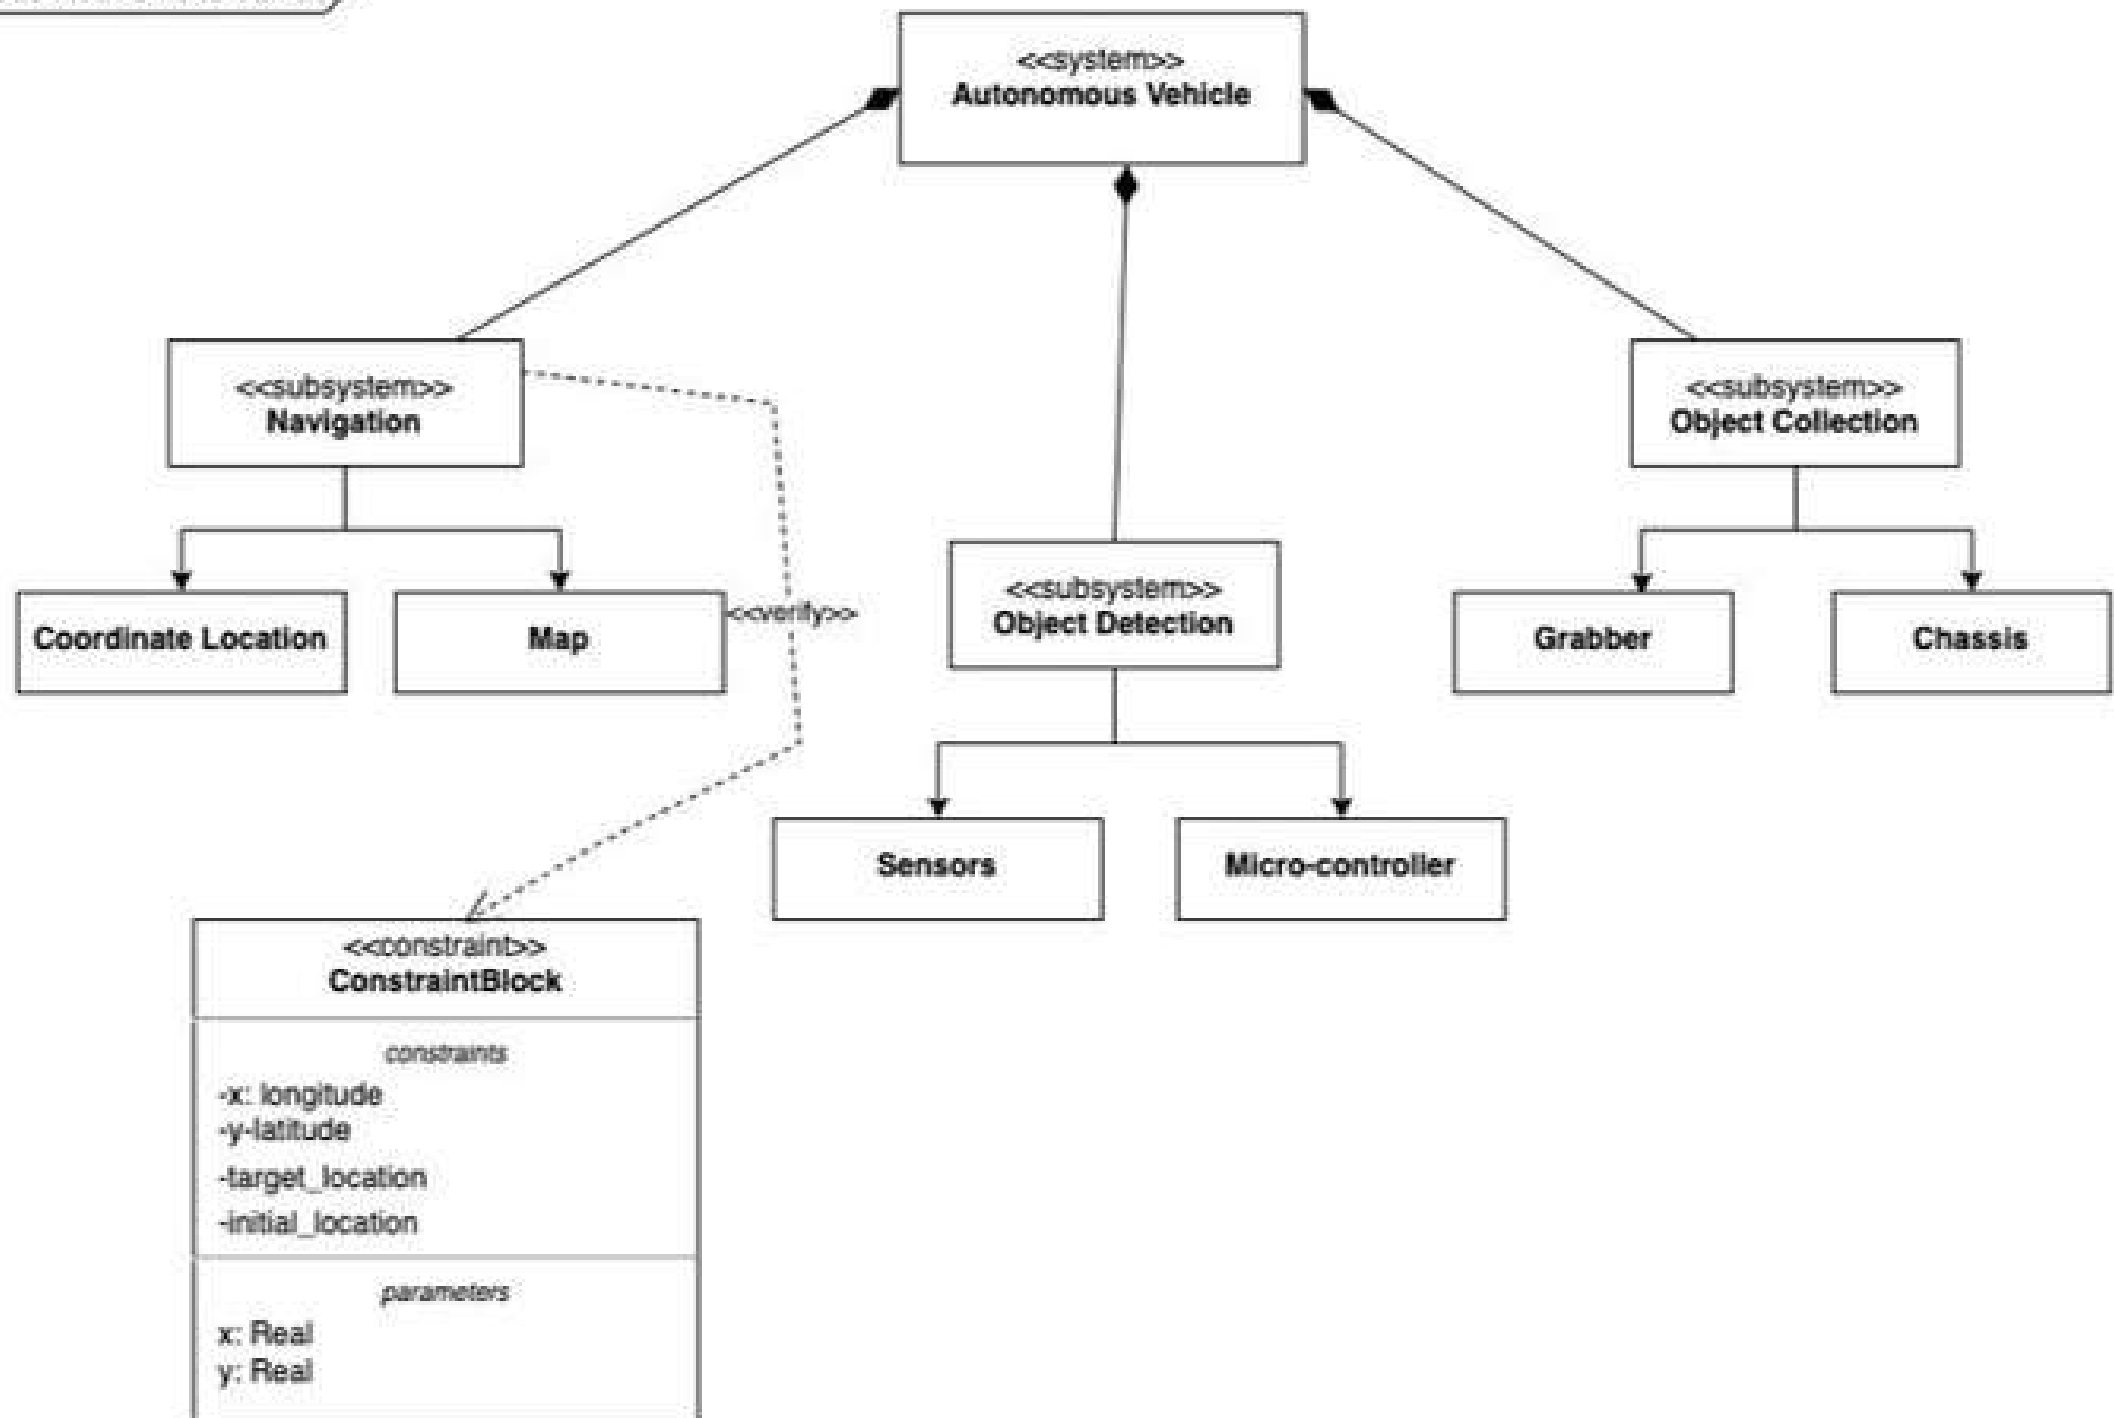 <<system>>
Autonomous Vehicle
<<subsystem>>
Navigation
<<subsystem>>
Object Collection
<<subsystem>>
Object Detection
<<verify>>
Coordinate Location
Map
Grabber
Chassis
Sensors
Micro-controller
<<constraint>>
ConstraintBlock
constraints
-x: longitude
-y-latitude
-target_location
-initial_location
parameters
x: Real
y: Real